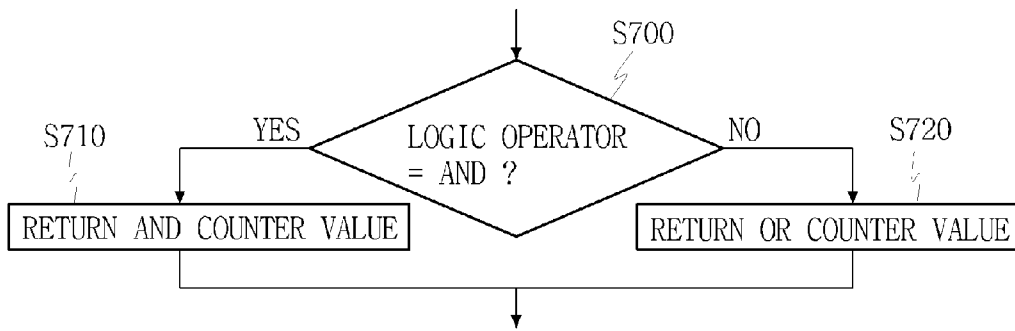 S700
S710
YES
LOGIC OPERATOR
= AND ?
NO
S720
RETURN AND COUNTER VALUE
RETURN OR COUNTER VALUE